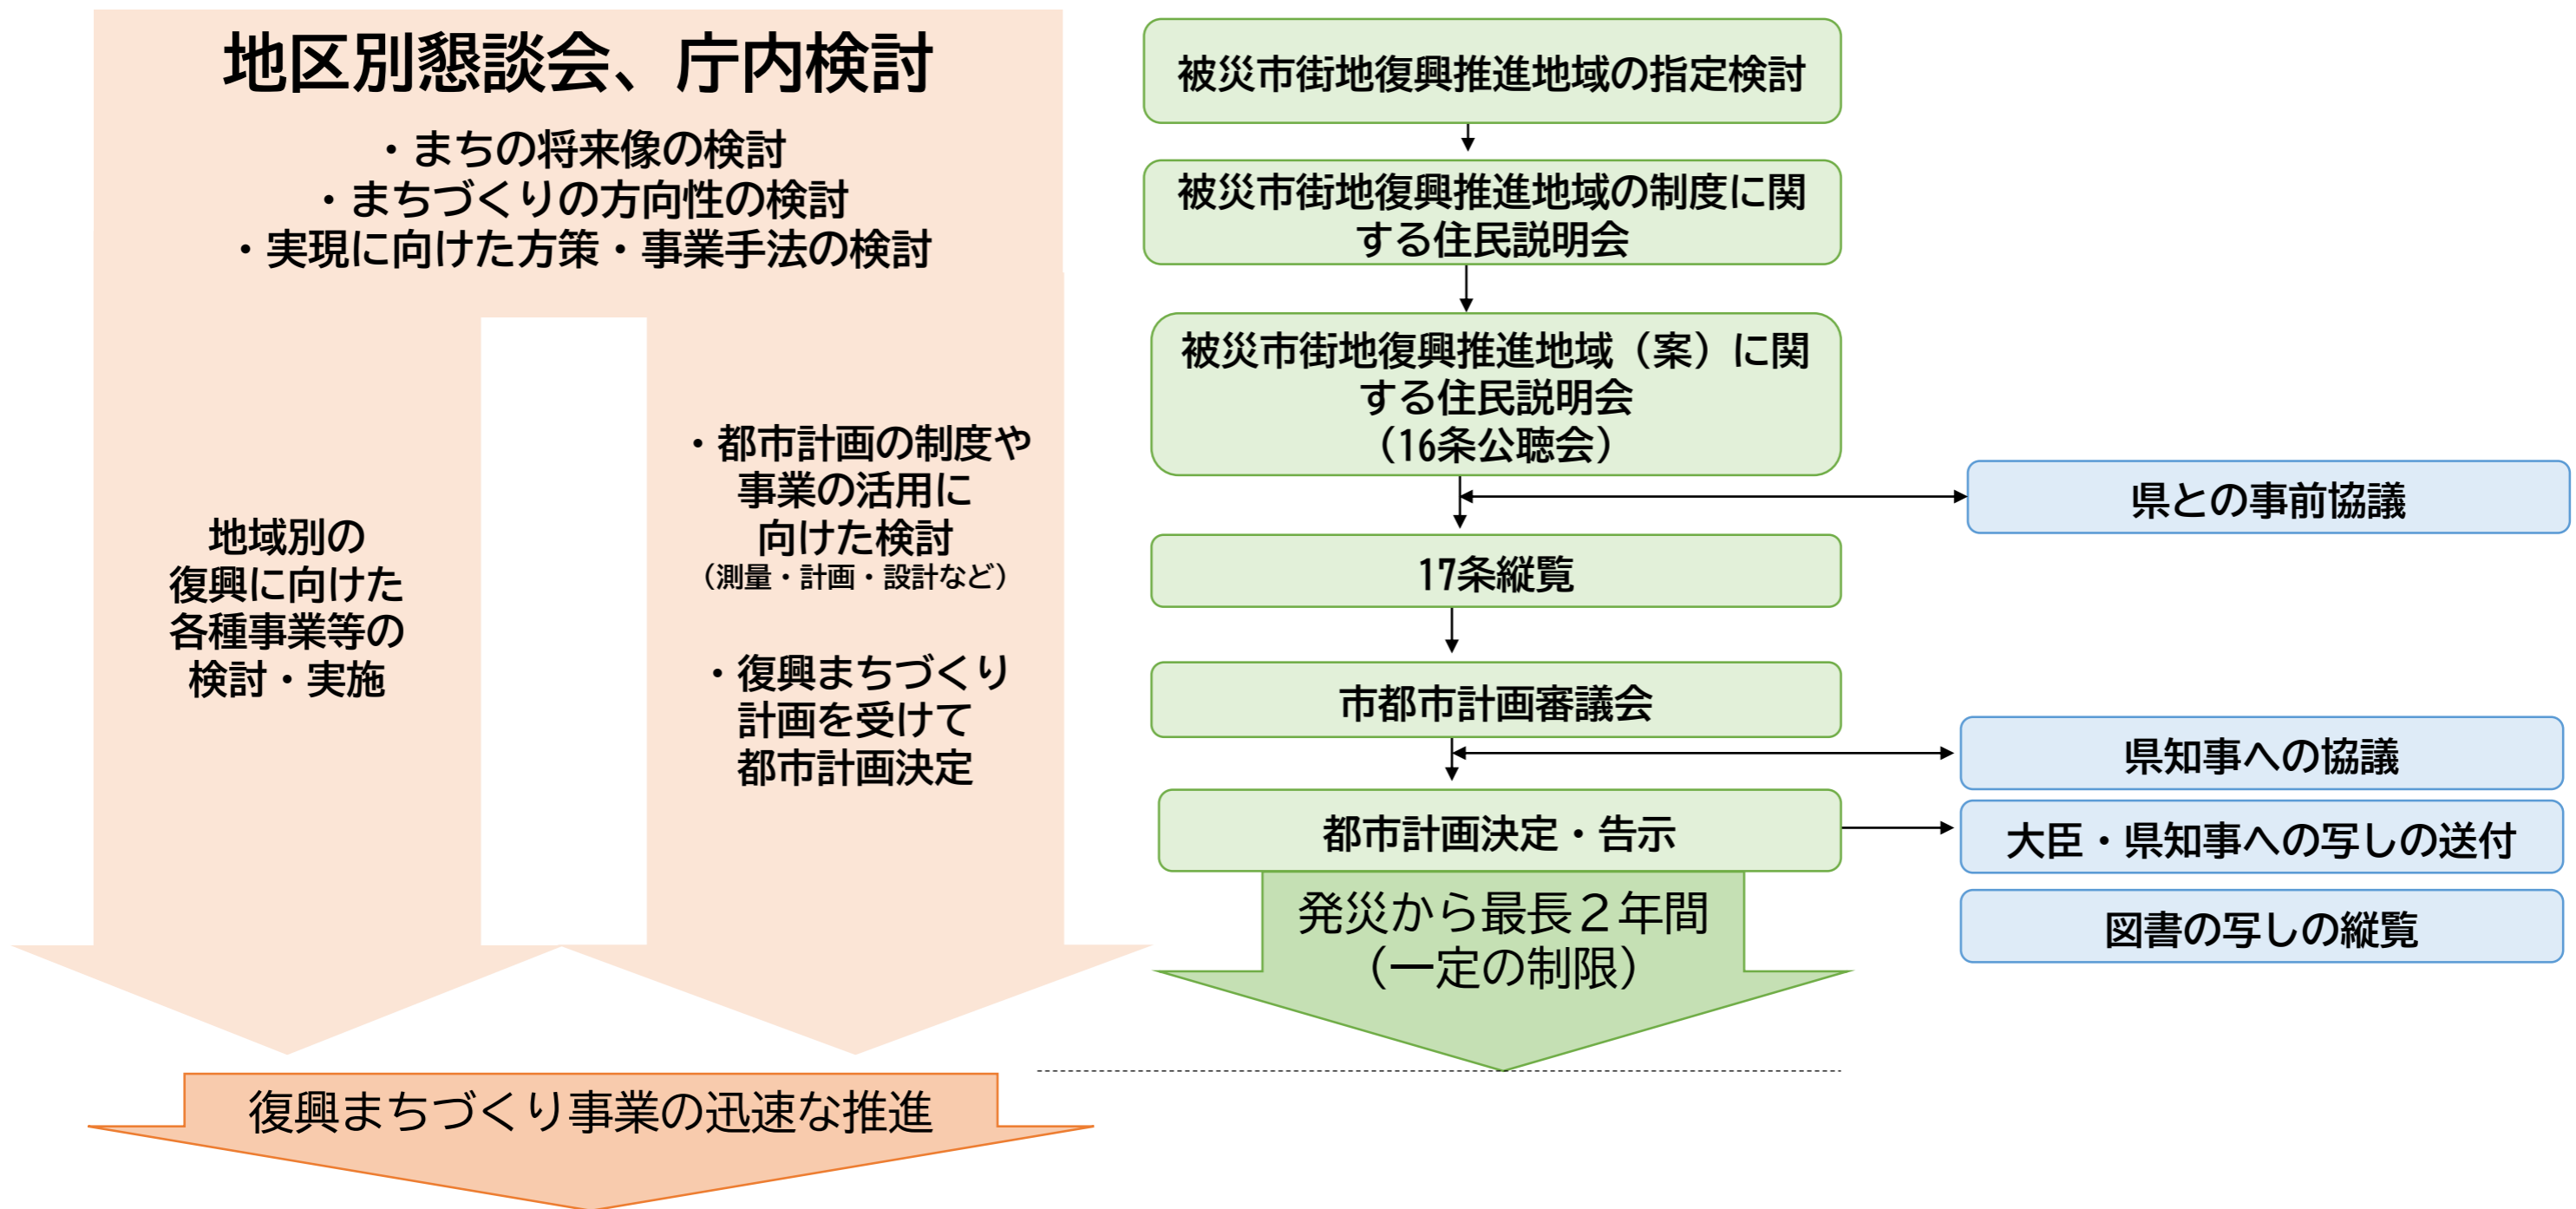 地区別懇談会、庁内検討
・まちの将来像の検討
・まちづくりの方向性の検討
・実現に向けた方策・事業手法の検討
地域別の
復興に向けた
各種事業等の
検討・実施
・都市計画の制度や
事業の活用に
向けた検討
（測量・計画・設計など）
・復興まちづくり
計画を受けて
都市計画決定
復興まちづくり事業の迅速な推進
被災市街地復興推進地域の指定検討
被災市街地復興推進地域の制度に関
する住民説明会
被災市街地復興推進地域（案）に関
する住民説明会
（16条公聴会）
県との事前協議
17条縦覧
市都市計画審議会
県知事への協議
都市計画決定・告示
大臣・県知事への写しの送付
図書の写しの縦覧
発災から最長２年間
（一定の制限）